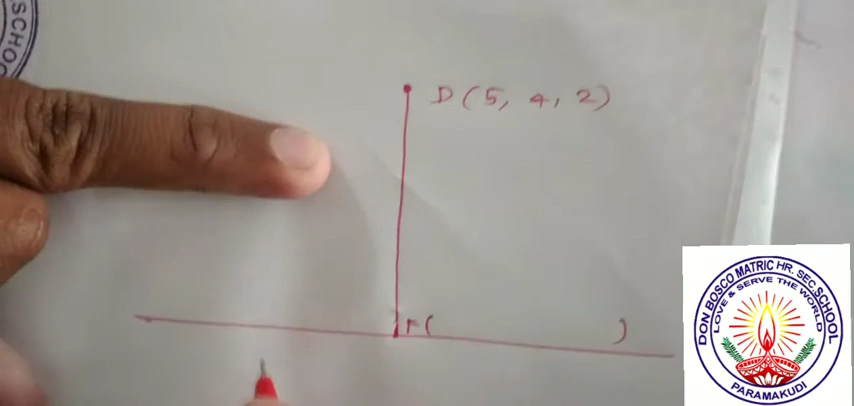 D (5, 4, 2)
F (          )
DON BOSCO MATRIC HR. SEC. SCHOOL
LOVE & SERVE THE WORLD
PARAMAKUDI